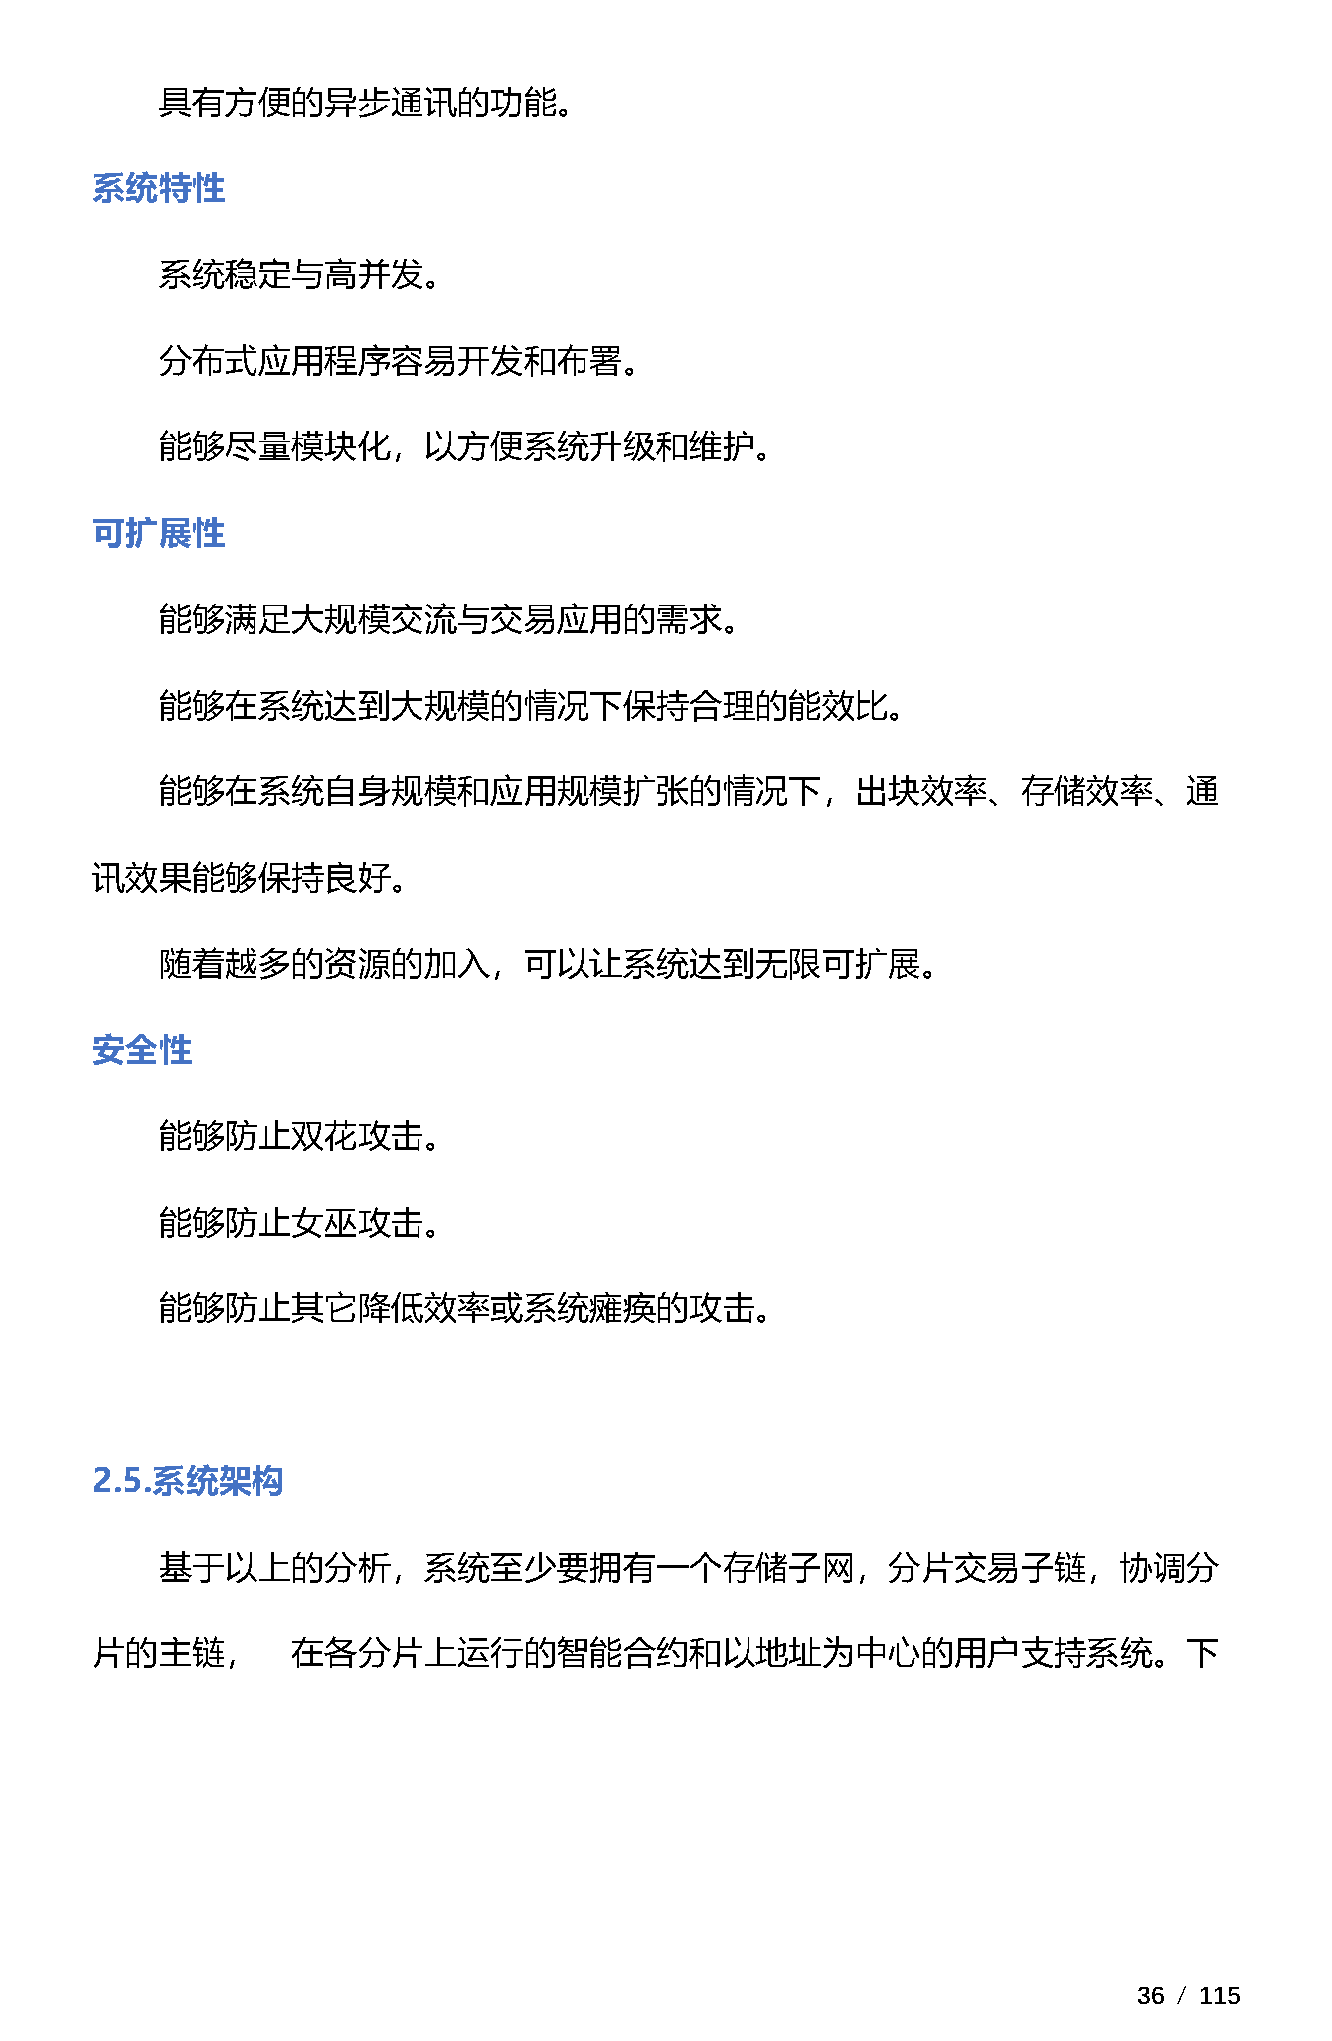 具有方便的异步通讯的功能。
系统特性
系统稳定与高并发。
分布式应用程序容易开发和布署。
能够尽量模块化，以方便系统升级和维护。
可扩展性
能够满足大规模交流与交易应用的需求。
能够在系统达到大规模的情况下保持合理的能效比。
能够在系统自身规模和应用规模扩张的情况下，出块效率、存储效率、通
讯效果能够保持良好。
随着越多的资源的加入，可以让系统达到无限可扩展。
安全性
能够防止双花攻击。
能够防止女巫攻击。
能够防止其它降低效率或系统瘫痪的攻击。
2.5.系统架构
基于以上的分析，系统至少要拥有一个存储子网，分片交易子链，协调分
片的主链， 在各分片上运行的智能合约和以地址为中心的用户支持系统。下
36 / 115